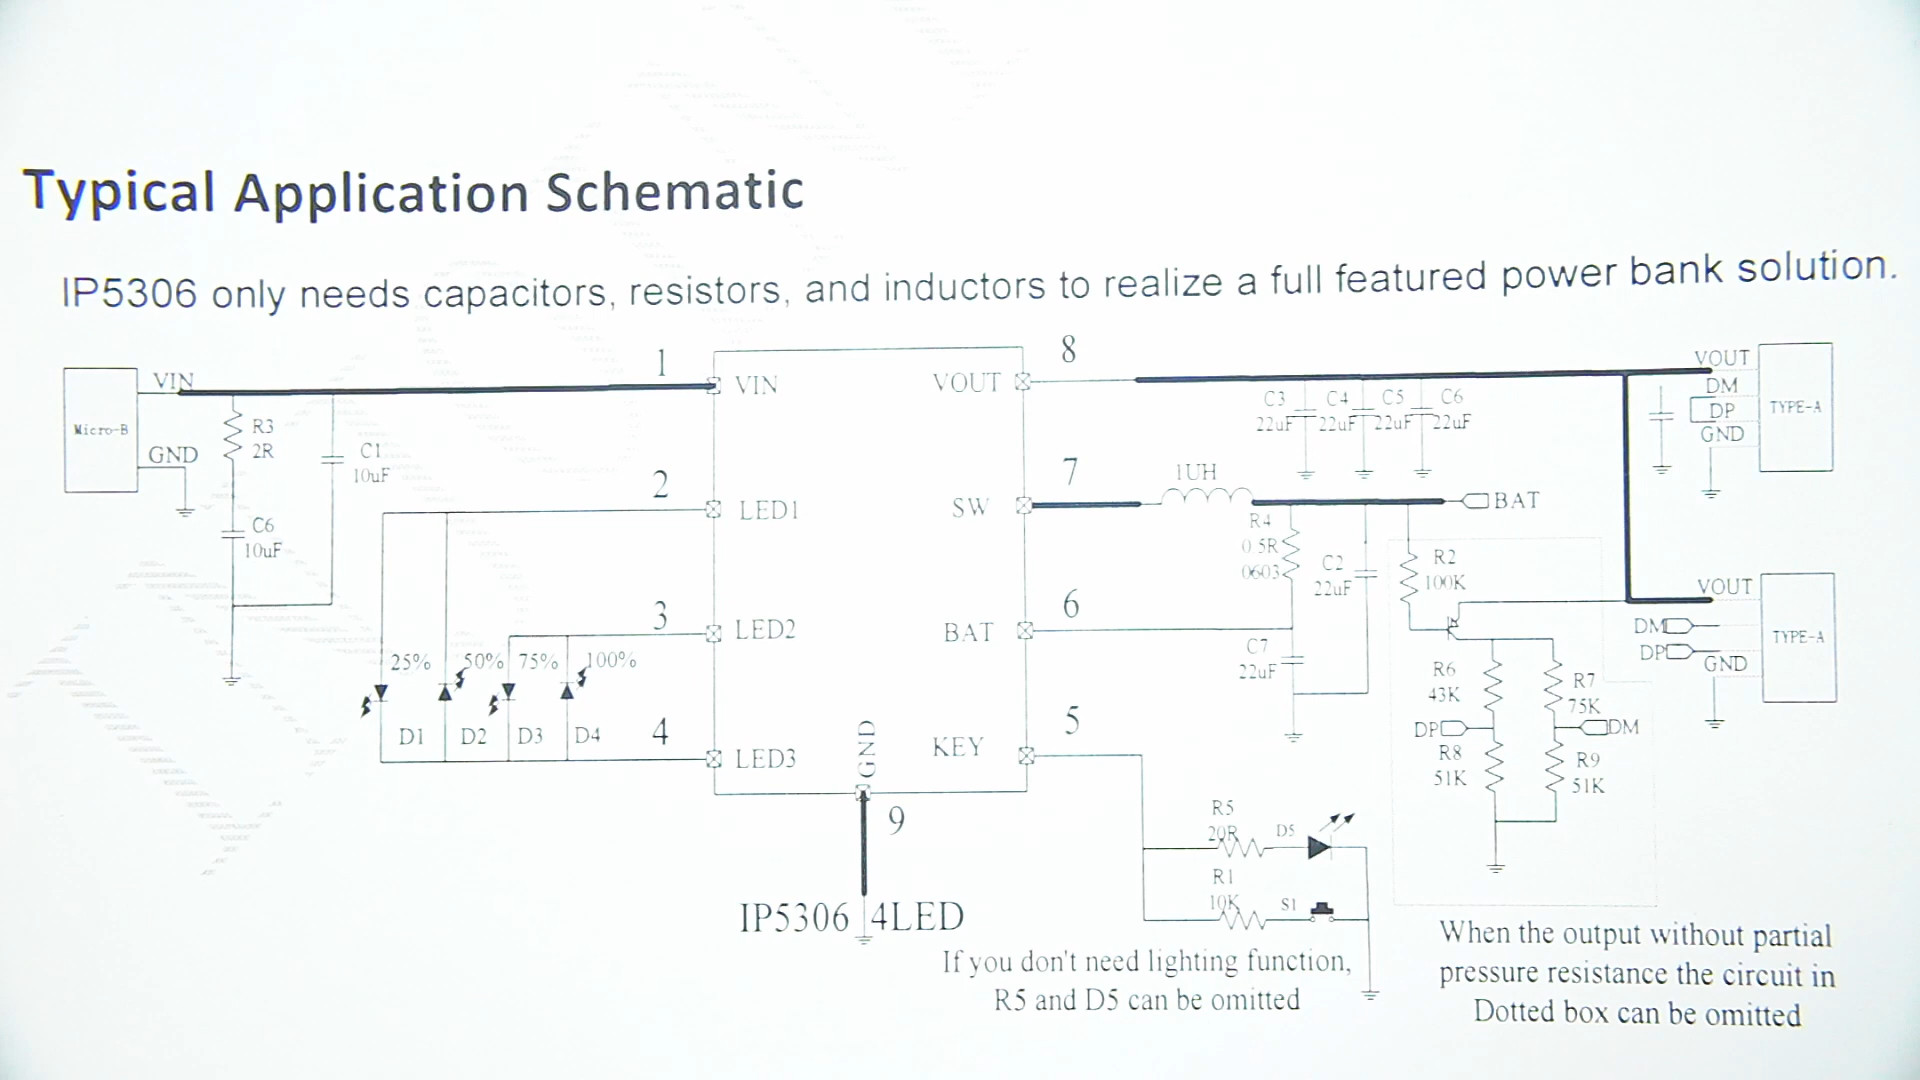 Typical Application Schematic
IP5306 only needs capacitors, resistors, and inductors to realize a full featured power bank solution.
Micro-B
VIN
GND
R3
2R
C1
10uF
C6
10uF
1
2
3
4
VIN
LED1
LED2
LED3
25%
50%
75%
100%
D1
D2
D3
D4
GND
9
IP5306 4LED
VOUT
SW
BAT
KEY
8
7
6
5
C3
22uF
C4
22uF
C5
22uF
C6
22uF
1UH
BAT
R4
0.5R
0603
C2
22uF
C7
22uF
R2
100K
R6
43K
R7
75K
DP
DM
R8
51K
R9
51K
VOUT
DM
DP
GND
TYPE-A
VOUT
DM
DP
GND
TYPE-A
R5
20R
D5
R1
10K
S1
If you don't need lighting function,
R5 and D5 can be omitted
When the output without partial
pressure resistance the circuit in
Dotted box can be omitted